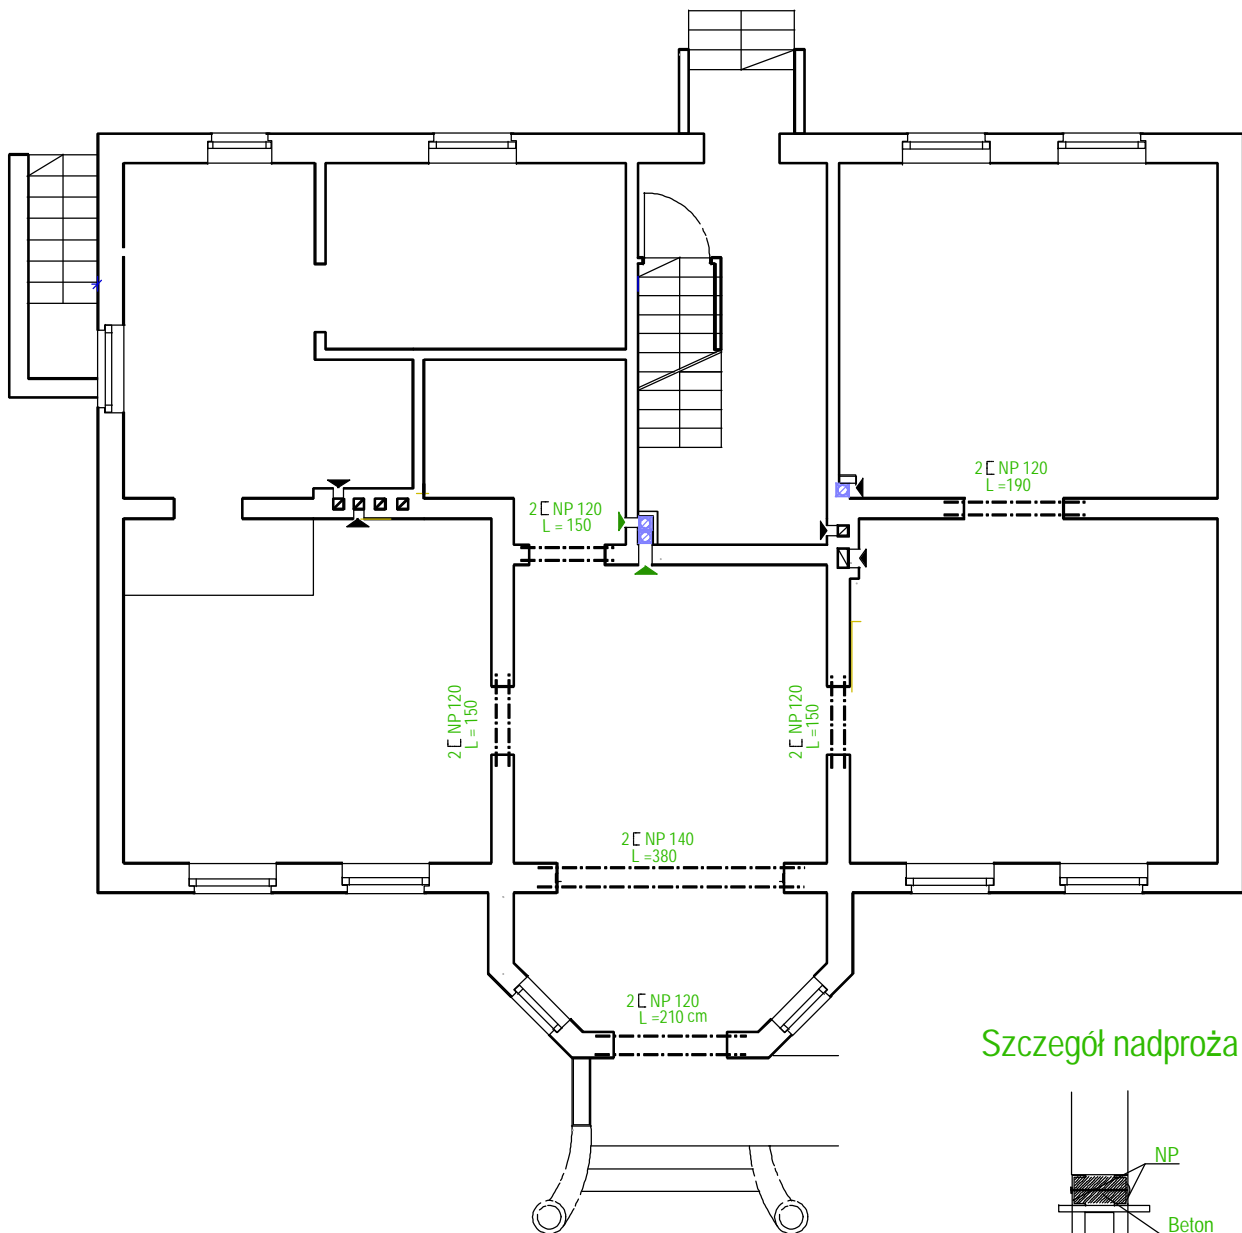 2 [ NP 120
L =190
2 [ NP 120
L = 150
2 [ NP 120
L = 150
2 [ NP 120
L =150
2 [ NP 140
L =380
2 [ NP 120
L =210 cm
Szczegół nadproża
NP
Beton